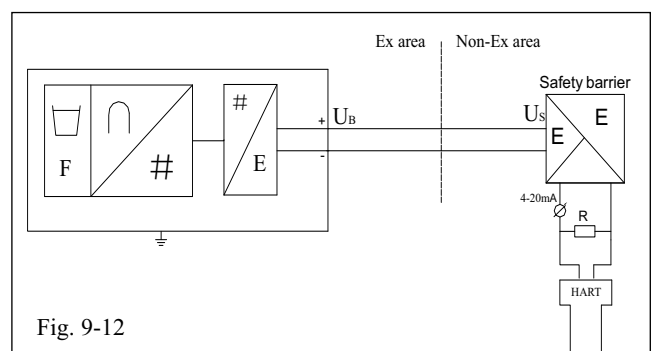 Ex area
Non-Ex area
Safety barrier
#
+
UB
US
E
E
F
#
E
-
4-20mA
R
HART
Fig. 9-12